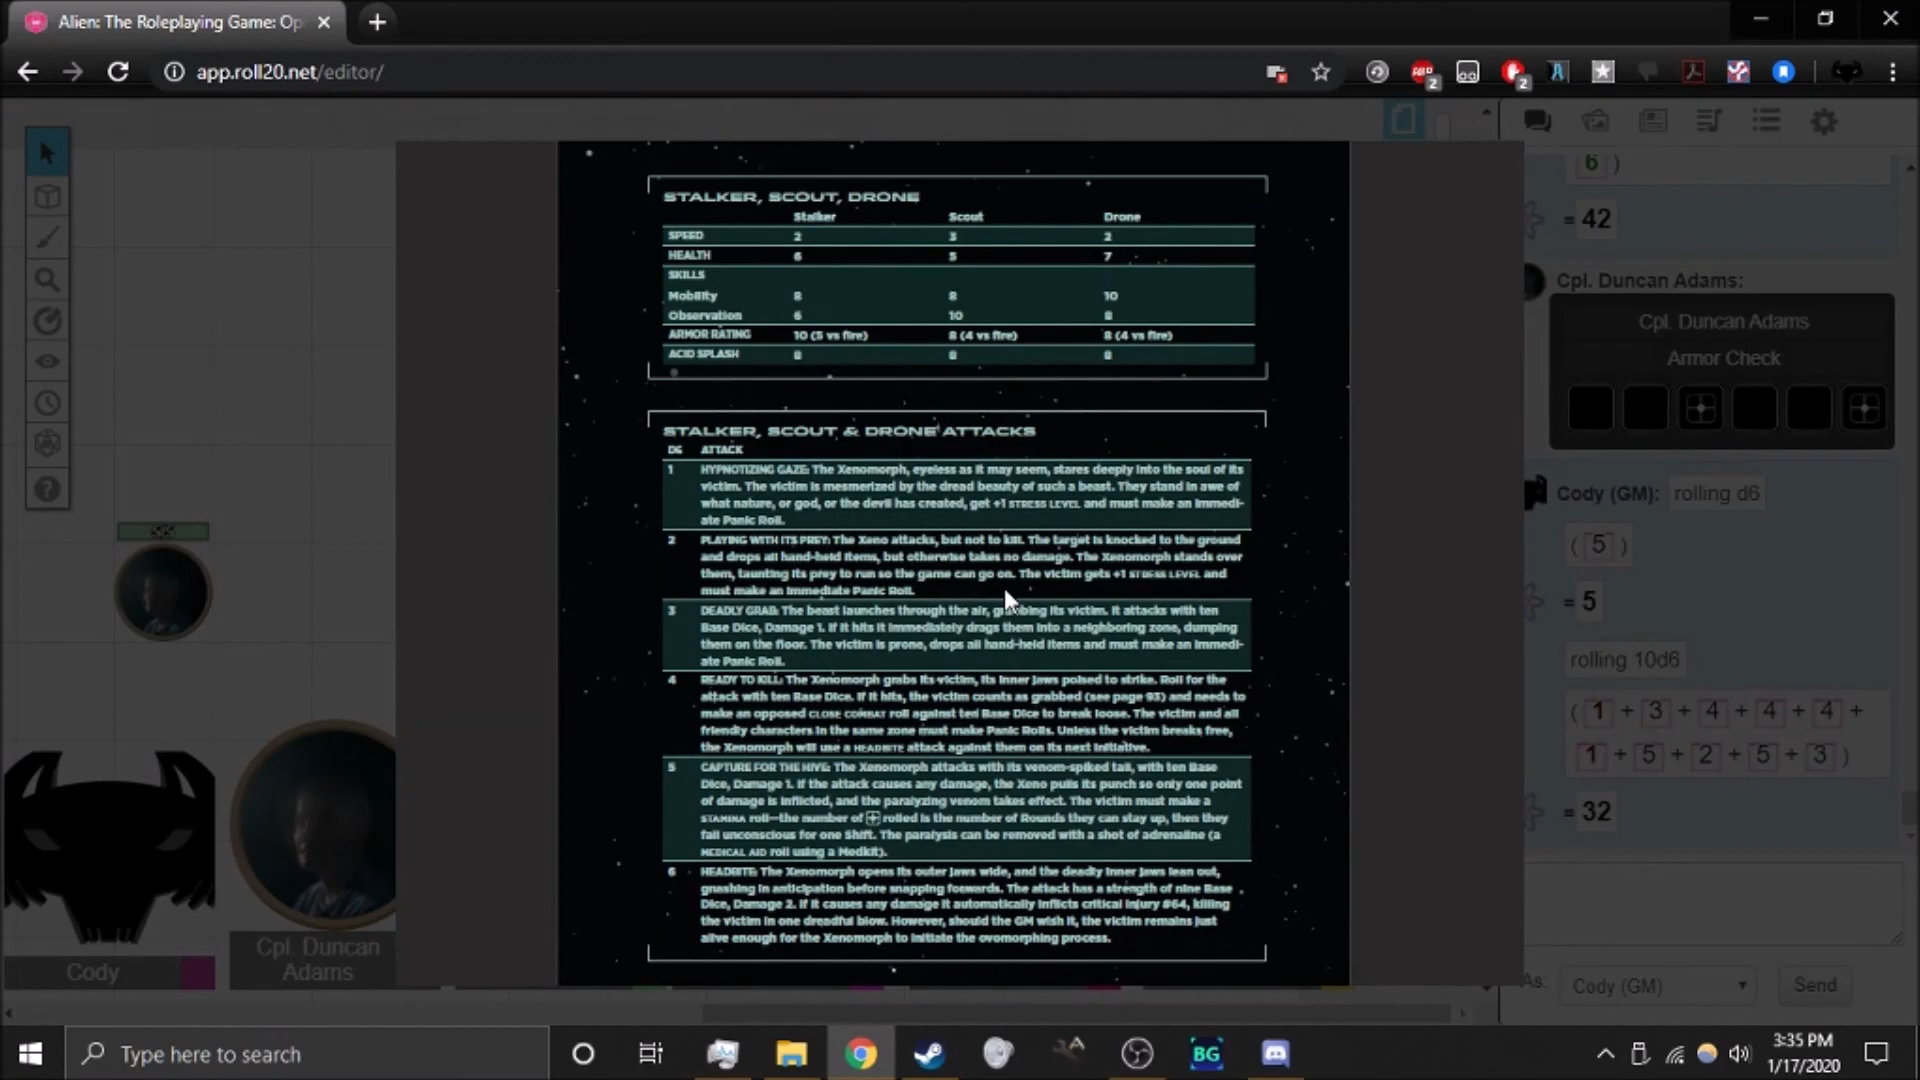 Alien: The Roleplaying Game: Op
app.roll20.net/editor/
2
2
STALKER, SCOUT, DRONE
Stalker Scout Drone
SPEED 2 3 2
HEALTH 6 5 7
SKILLS
Mobility 8 8 10
Observation 6 10 8
ARMOR RATING 10 (5 vs fire) 8 (4 vs fire) 8 (4 vs fire)
ACID SPLASH 8 8 8
STALKER, SCOUT & DRONE ATTACKS
D6 ATTACK
1 HYPNOTIZING GAZE: The Xenomorph, eyeless as it may seem, stares deeply into the soul of its
victim. The victim is mesmerized by the dread beauty of such a beast. They stand in awe of
what nature, or god, or the devil has created, get +1 STRESS LEVEL and must make an immedi-
ate Panic Roll.
2 PLAYING WITH ITS PREY: The Xeno attacks, but not to kill. The target is knocked to the ground
and drops all hand-held items, but otherwise takes no damage. The Xenomorph stands over
them, taunting its prey to run so the game can go on. The victim gets +1 STRESS LEVEL and
must make an immediate Panic Roll.
3 DEADLY GRAB: The beast launches through the air, grabbing its victim. It attacks with ten
Base Dice, Damage 1. If it hits it immediately drags them into a neighboring zone, dumping
them on the floor. The victim is prone, drops all hand-held items and must make an immedi-
ate Panic Roll.
4 READY TO KILL: The Xenomorph grabs its victim, its inner jaws poised to strike. Roll for the
attack with ten Base Dice. If it hits, the victim counts as grabbed (see page 93) and needs to
make an opposed CLOSE COMBAT roll against ten Base Dice to break loose. The victim and all
friendly characters in the same zone must make Panic Rolls. Unless the victim breaks free,
the Xenomorph will use a HEADBITE attack against them on its next initiative.
5 CAPTURE FOR THE HIVE: The Xenomorph attacks with its venom-spiked tail, with ten Base
Dice, Damage 1. If the attack causes any damage, the Xeno pulls its punch so only one point
of damage is inflicted, and the paralyzing venom takes effect. The victim must make a
STAMINA roll—the number of rolled is the number of Rounds they can stay up, then they
fall unconscious for one Shift. The paralysis can be removed with a shot of adrenaline (a
MEDICAL AID roll using a Medkit).
6 HEADBITE: The Xenomorph opens its outer jaws wide, and the deadly inner jaws lean out,
gnashing in anticipation before snapping forwards. The attack has a strength of nine Base
Dice, Damage 2. If it causes any damage it automatically inflicts critical injury #64, killing
the victim in one dreadful blow. However, should the GM wish it, the victim remains just
alive enough for the Xenomorph to initiate the ovomorphing process.
Cody
Cpl. Duncan
Adams
6 )
= 42
Cpl. Duncan Adams:
Cpl. Duncan Adams
Armor Check
Cody (GM): rolling d6
( 5 )
= 5
rolling 10d6
( 1 + 3 + 4 + 4 + 4 +
1 + 5 + 2 + 5 + 3 )
= 32
As: Cody (GM) Send
Type here to search
BG
3:35 PM
1/17/2020